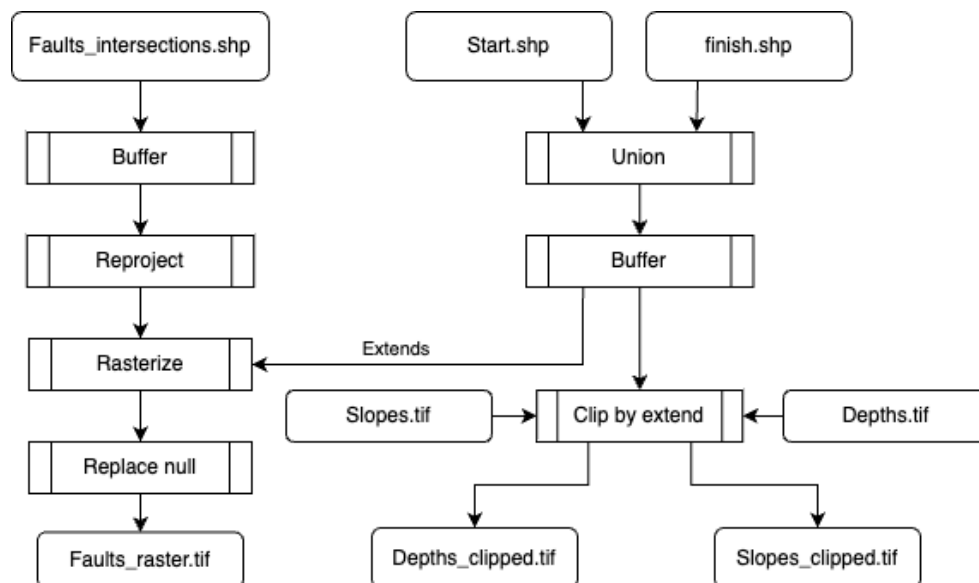 Faults_intersections.shp
Start.shp
finish.shp
Buffer
Union
Reproject
Buffer
Rasterize
Extends
Slopes.tif
Clip by extend
Depths.tif
Replace null
Faults_raster.tif
Depths_clipped.tif
Slopes_clipped.tif